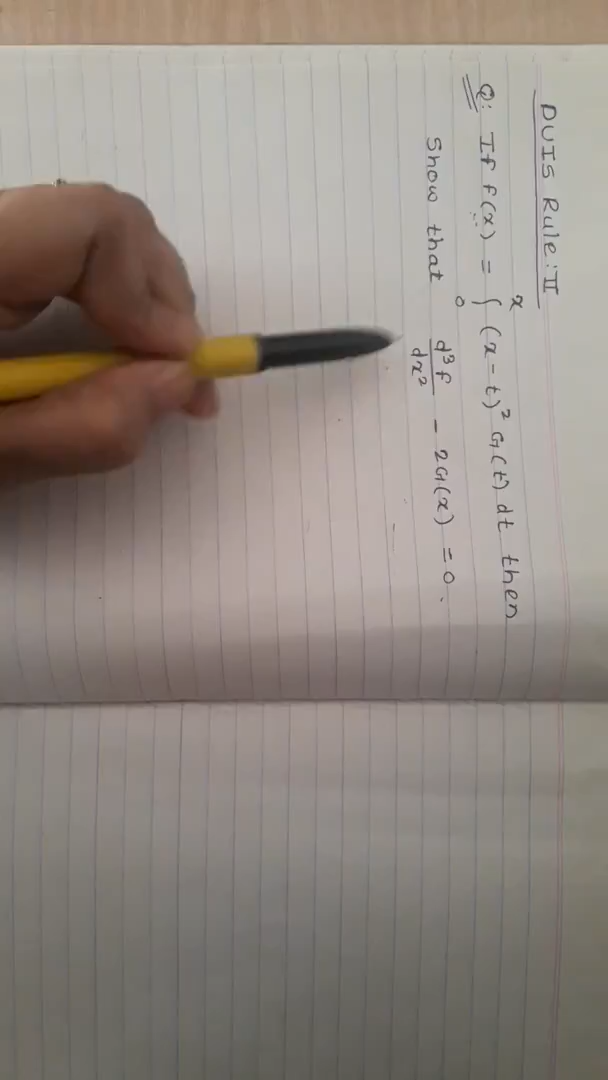 DUIS Rule: II
Q: If f(x) = ∫₀ˣ (x-t)² G(t) dt then
Show that d³f/dx² - 2G(x) = 0.